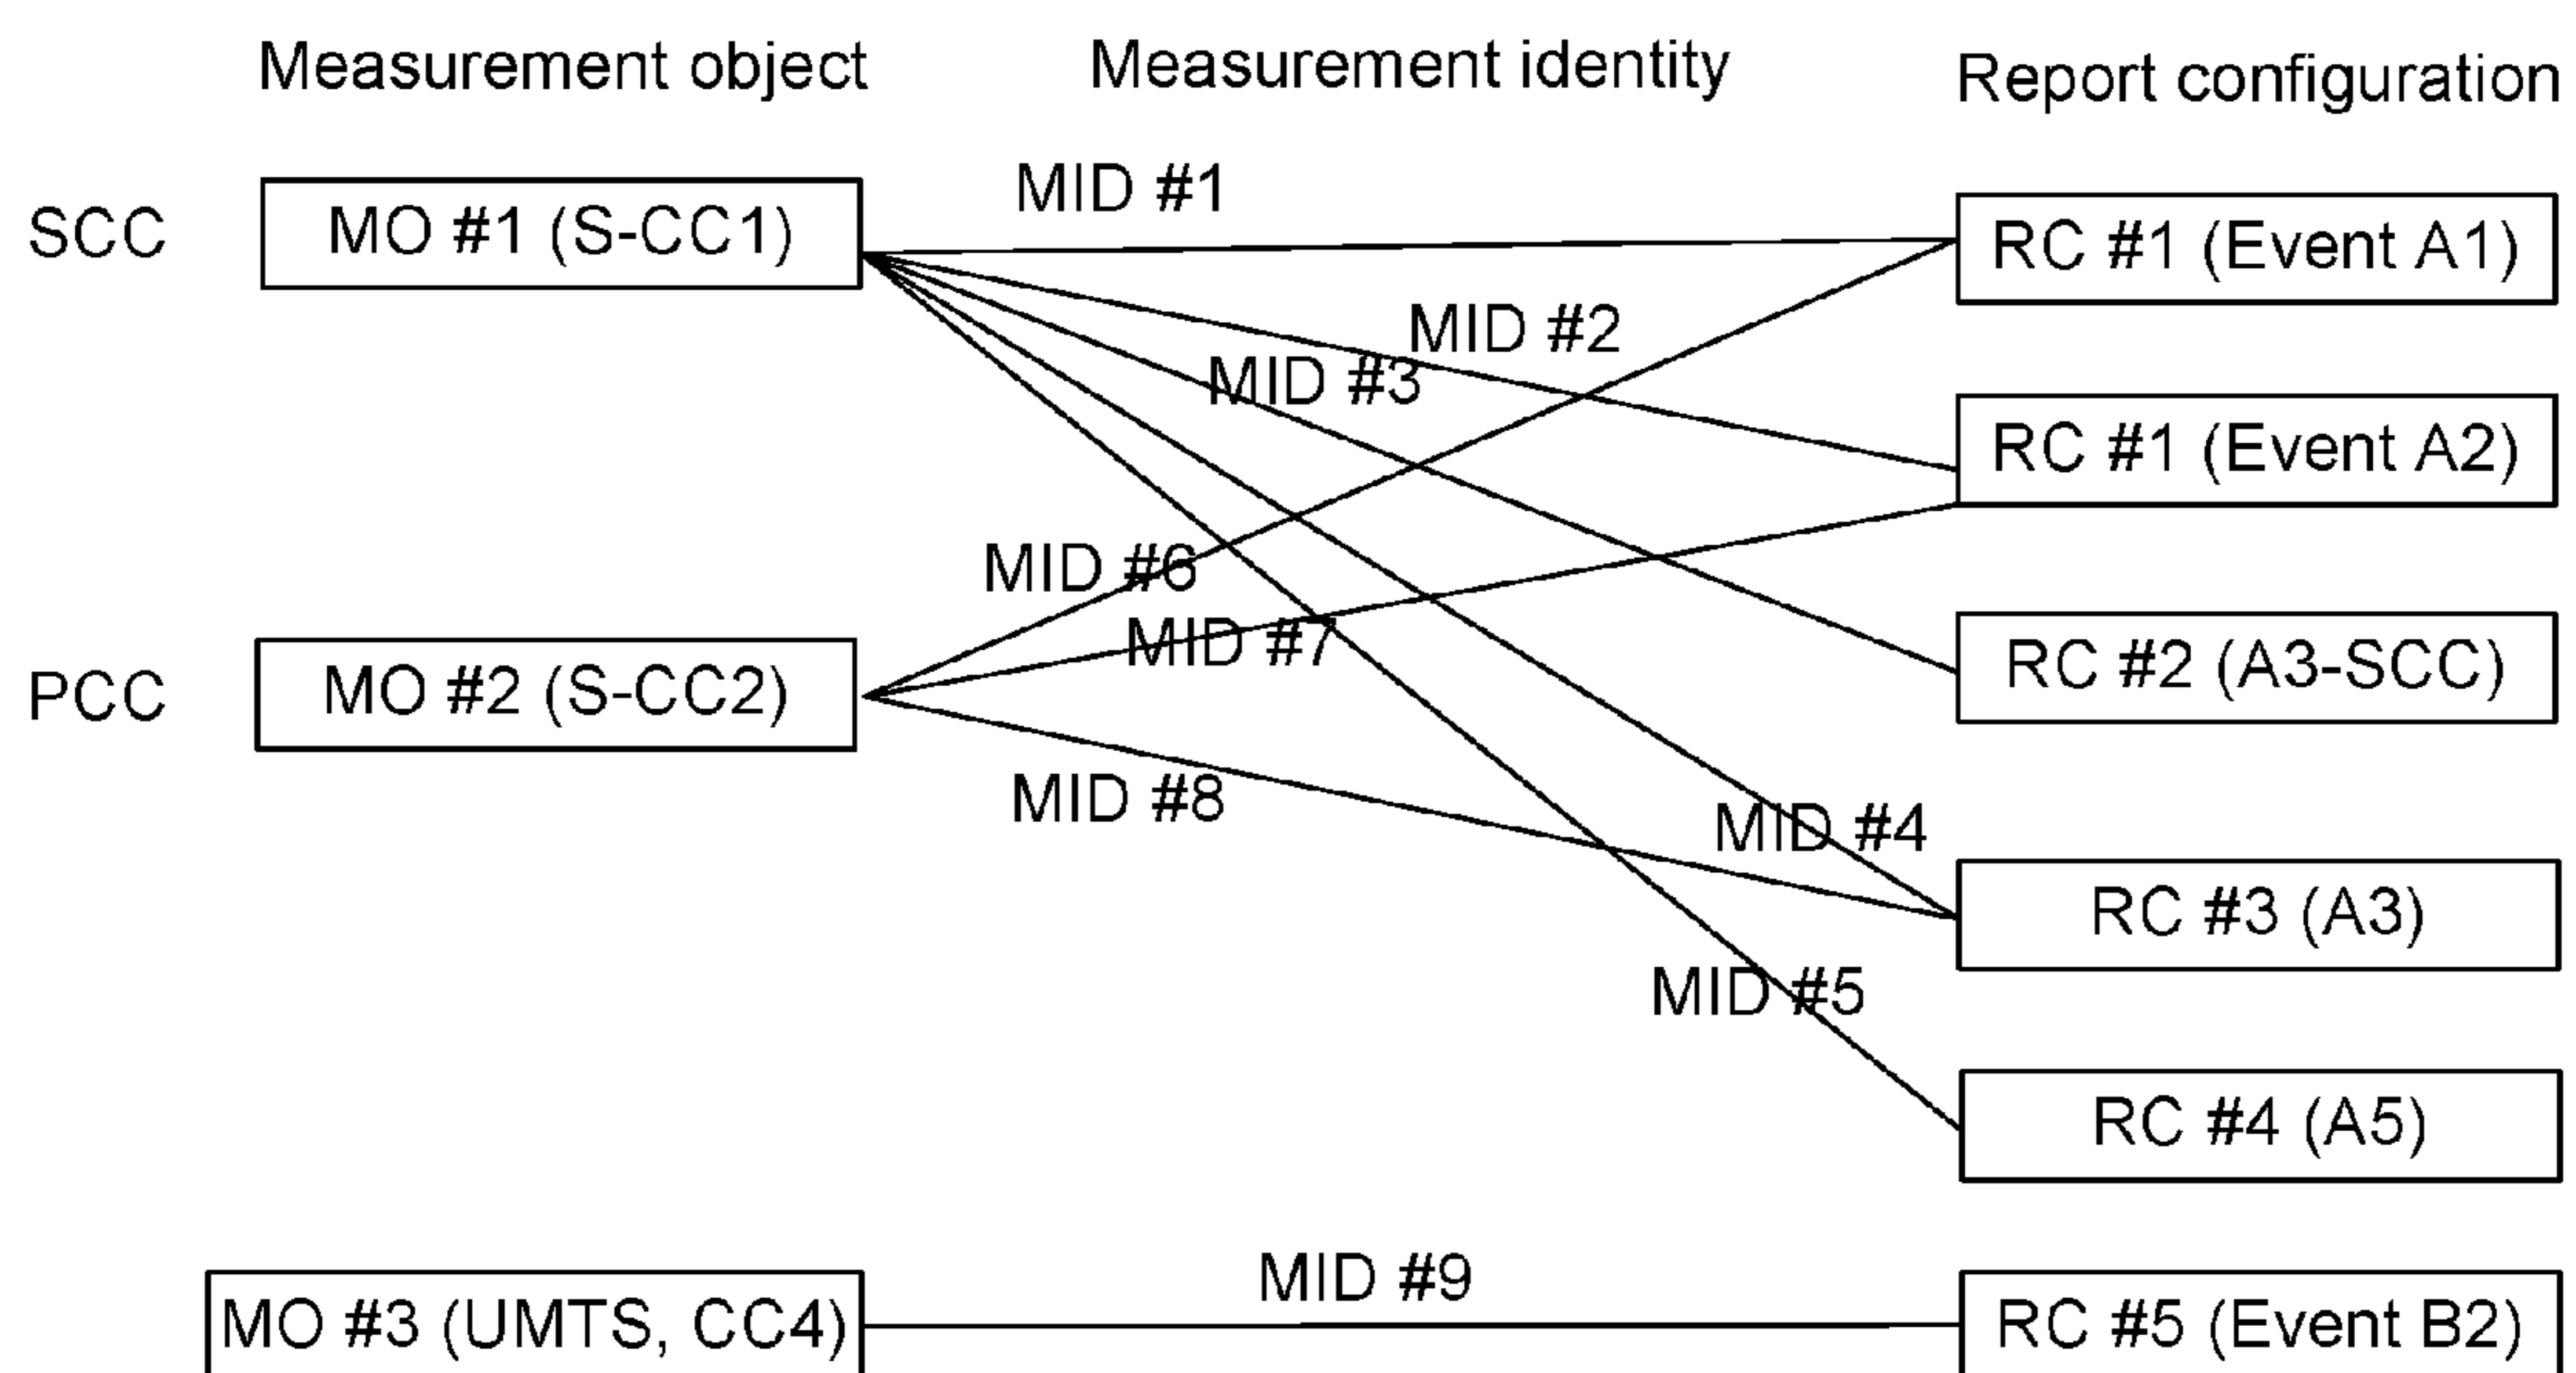 Measurement object
Measurement identity
Report configuration
SCC
MO #1 (S-CC1)
MID #1
RC #1 (Event A1)
MID #2
MID #3
RC #1 (Event A2)
MID #6
MID #7
RC #2 (A3-SCC)
PCC
MO #2 (S-CC2)
MID #8
MID #4
RC #3 (A3)
MID #5
RC #4 (A5)
MO #3 (UMTS, CC4)
MID #9
RC #5 (Event B2)